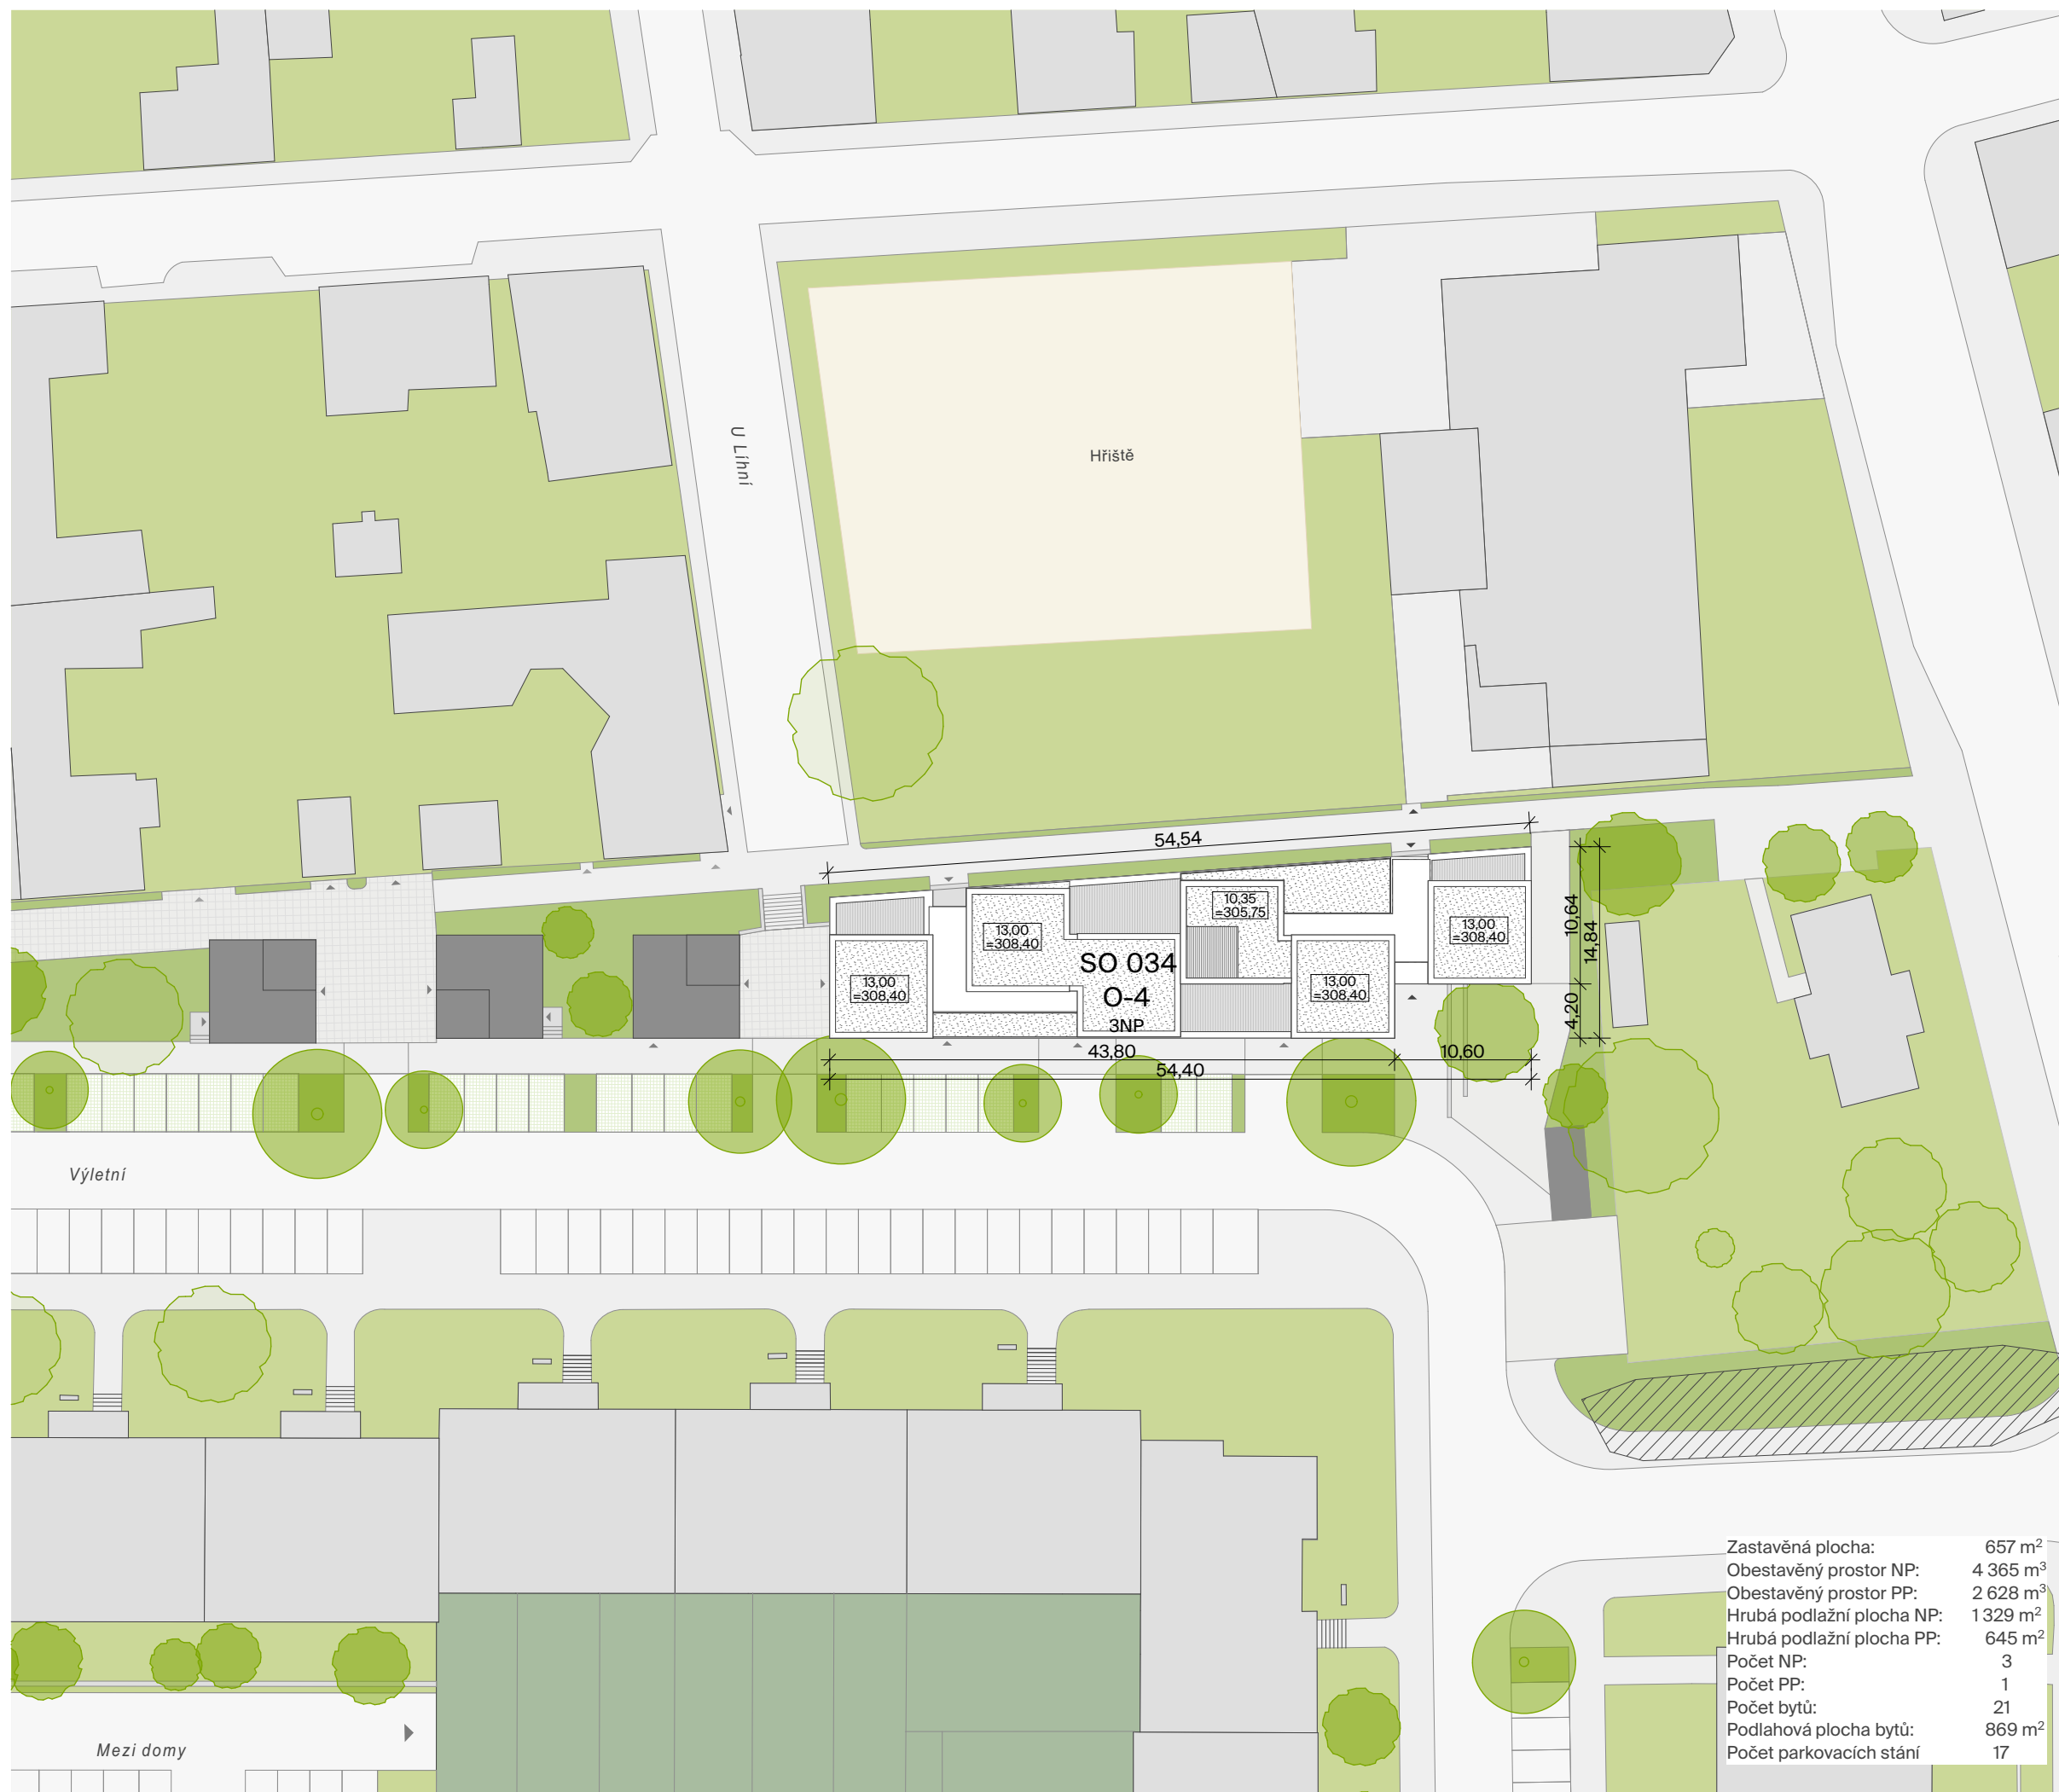 U Líhní
Hřiště
54,54
10,35
=305,75
13,00
=308,40
13,00
=308,40
13,00
=308,40
13,00
=308,40
SO 034
O-4
3NP
10,64
14,84
4,20
43,80
10,60
54,40
Výletní
Mezi domy
Zastavěná plocha: 657 m²
Obestavěný prostor NP: 4 365 m³
Obestavěný prostor PP: 2 628 m³
Hrubá podlažní plocha NP: 1 329 m²
Hrubá podlažní plocha PP: 645 m²
Počet NP: 3
Počet PP: 1
Počet bytů: 21
Podlahová plocha bytů: 869 m²
Počet parkovacích stání 17